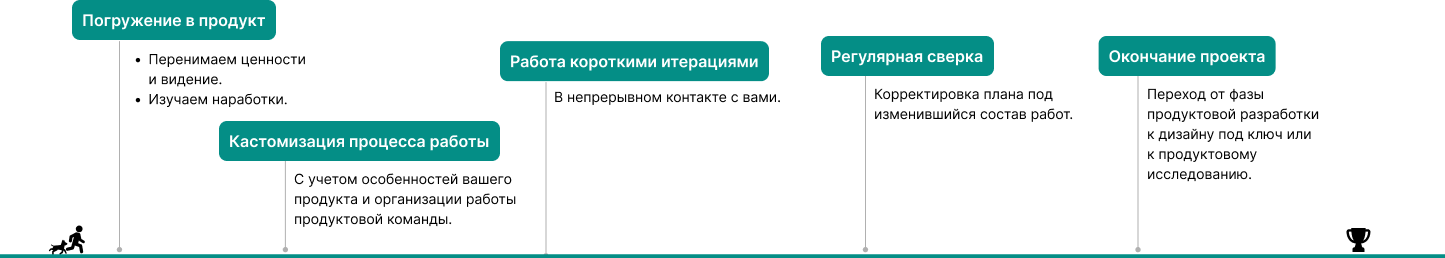 Погружение в продукт
• Перенимаем ценности
и видение.
• Изучаем наработки.
Кастомизация процесса работы
С учетом особенностей вашего
продукта и организации работы
продуктовой команды.
Работа короткими итерациями
В непрерывном контакте с вами.
Регулярная сверка
Корректировка плана под
изменившийся состав работ.
Окончание проекта
Переход от фазы
продуктовой разработки
к дизайну под ключ или
к продуктовому
исследованию.